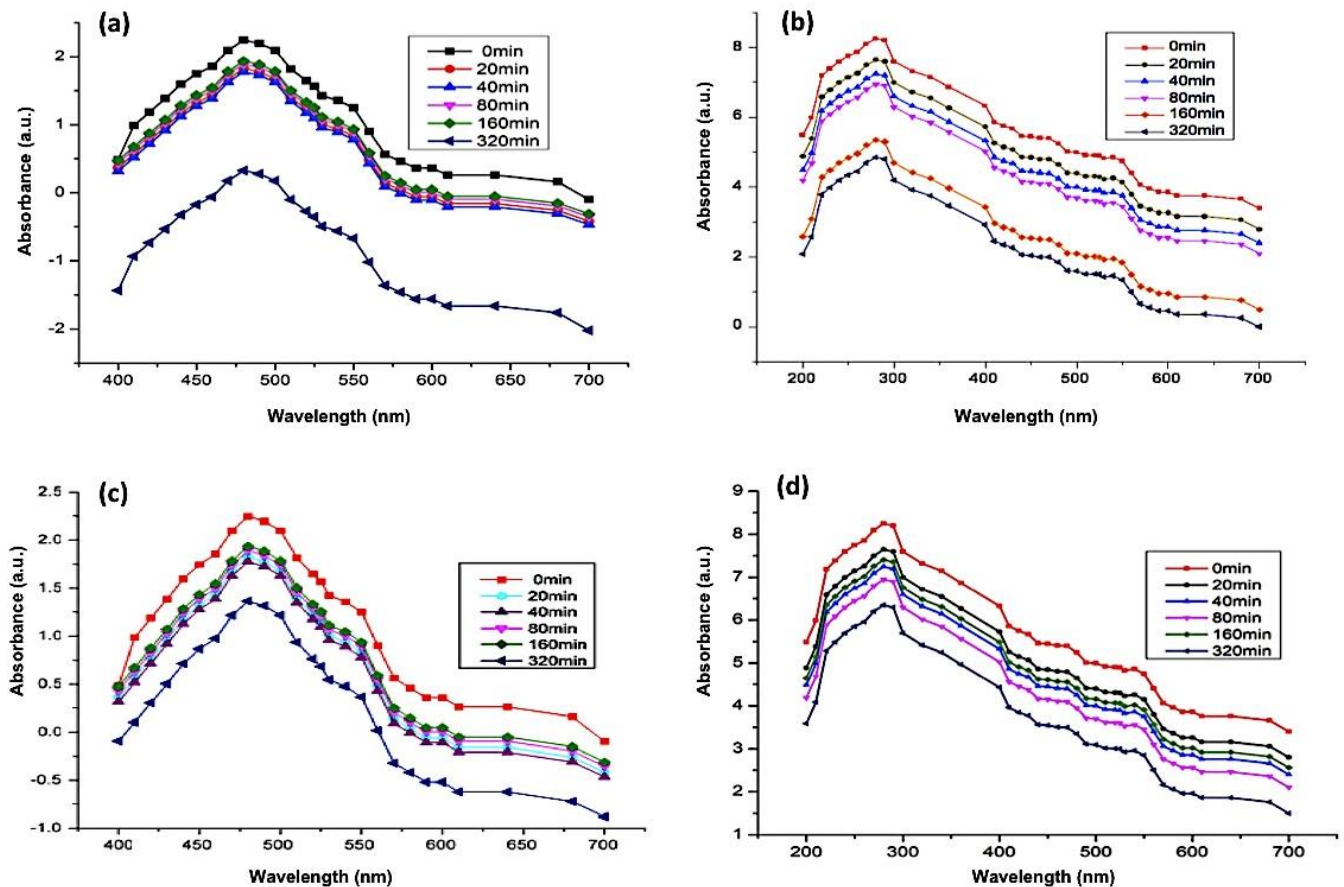 (a)
0min
20min
40min
80min
160min
320min
2
1
0
-1
-2
Absorbance (a.u.)
400 450 500 550 600 650 700
Wavelength (nm)
(b)
0min
20min
40min
80min
160min
320min
8
6
4
2
0
Absorbance (a.u.)
200 300 400 500 600 700
Wavelength (nm)
(c)
0min
20min
40min
80min
160min
320min
2.5
2.0
1.5
1.0
0.5
0.0
-0.5
-1.0
Absorbance (a.u.)
400 450 500 550 600 650 700
Wavelength (nm)
(d)
0min
20min
40min
80min
160min
320min
9
8
7
6
5
4
3
2
1
Absorbance (a.u.)
200 300 400 500 600 700
Wavelength (nm)